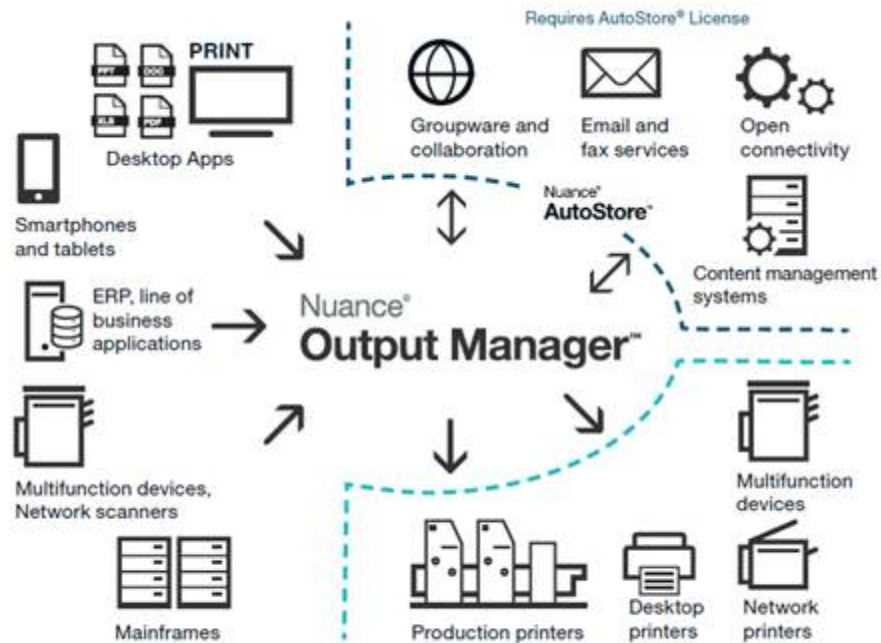 Requires AutoStore® License
PRINT
PPT
DOC
XLS
PDF
Desktop Apps
Groupware and
collaboration
Email and
fax services
Open
connectivity
Smartphones
and tablets
Nuance®
AutoStore™
Content management
systems
ERP, line of
business
applications
Nuance®
Output Manager™
Multifunction devices,
Network scanners
Multifunction
devices
Mainframes
Production printers
Desktop
printers
Network
printers